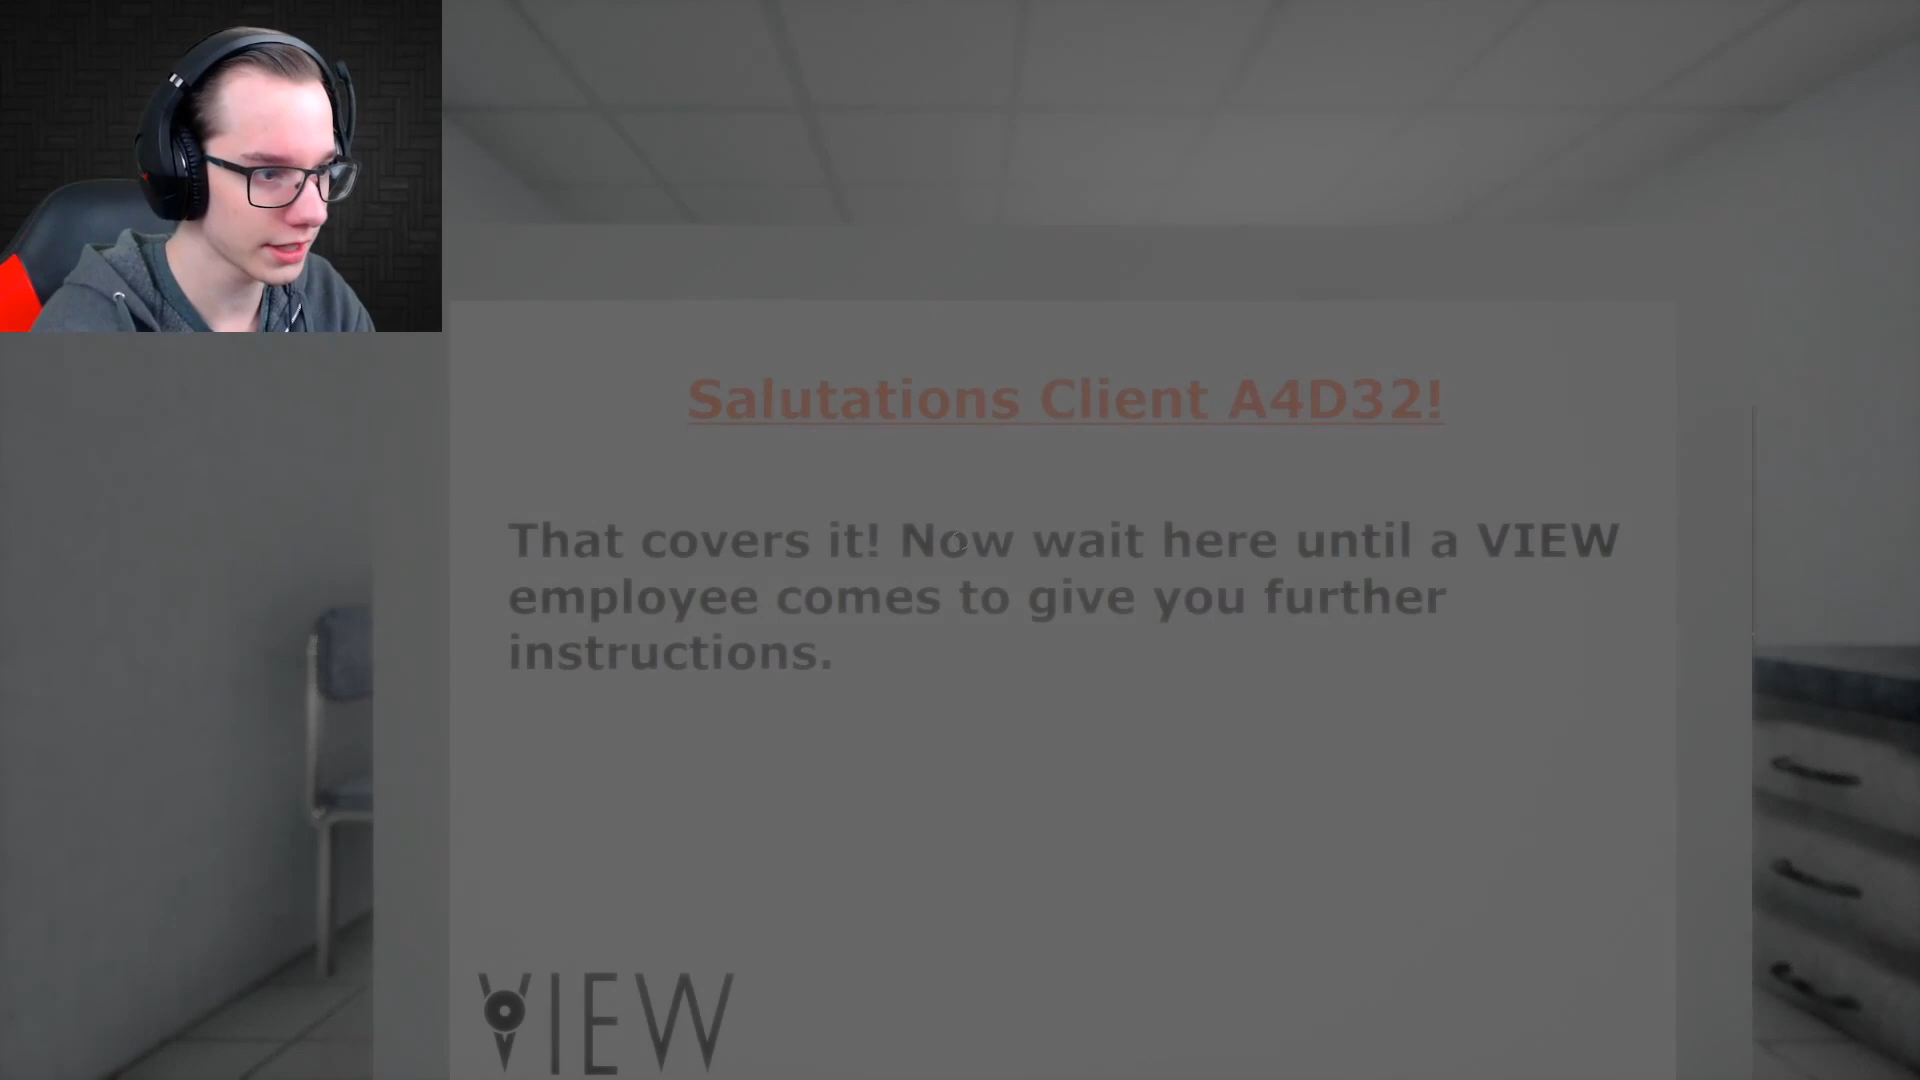 Salutations Client A4D32!
That covers it! Now wait here until a VIEW
employee comes to give you further
instructions.
VIEW